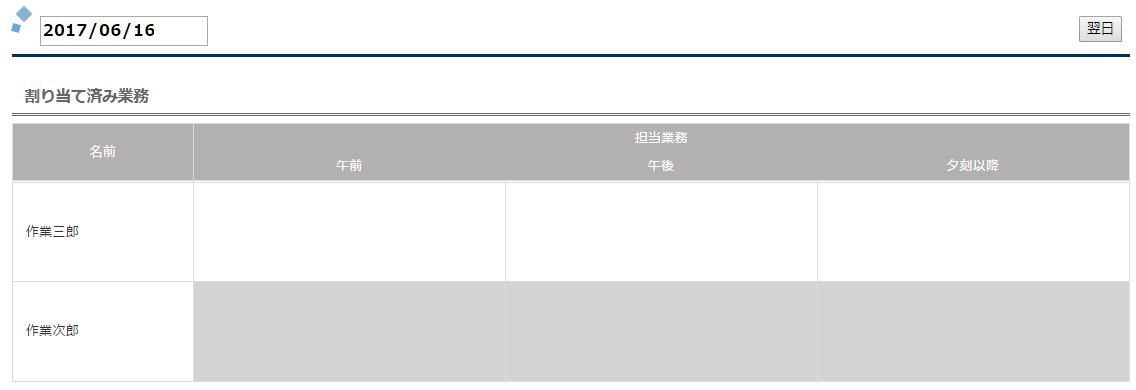 2017/06/16
翌日
割り当て済み業務
名前
担当業務
午前
午後
夕刻以降
作業三郎
作業次郎